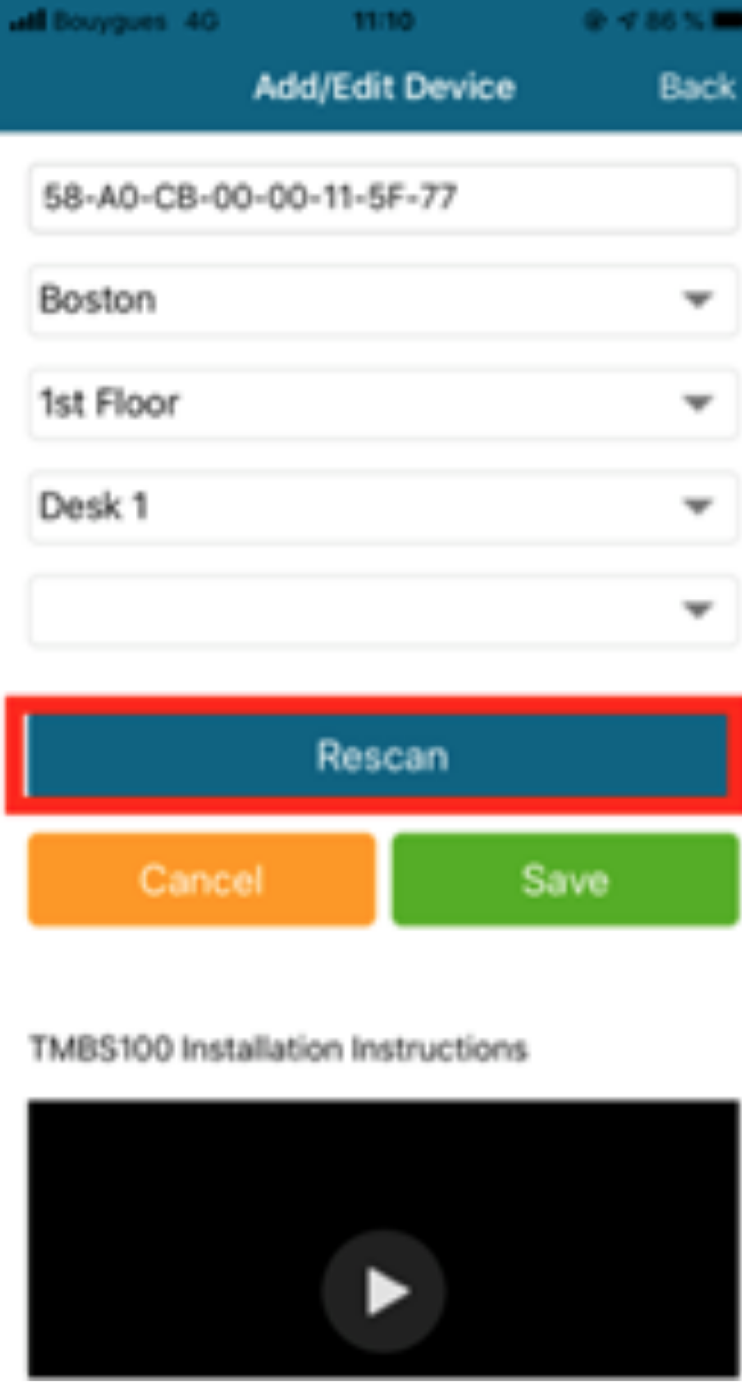 Bouygues 4G 11:10 86 %
Add/Edit Device Back
58-A0-CB-00-00-11-5F-77
Boston
1st Floor
Desk 1
Rescan
Cancel Save
TMBS100 Installation Instructions